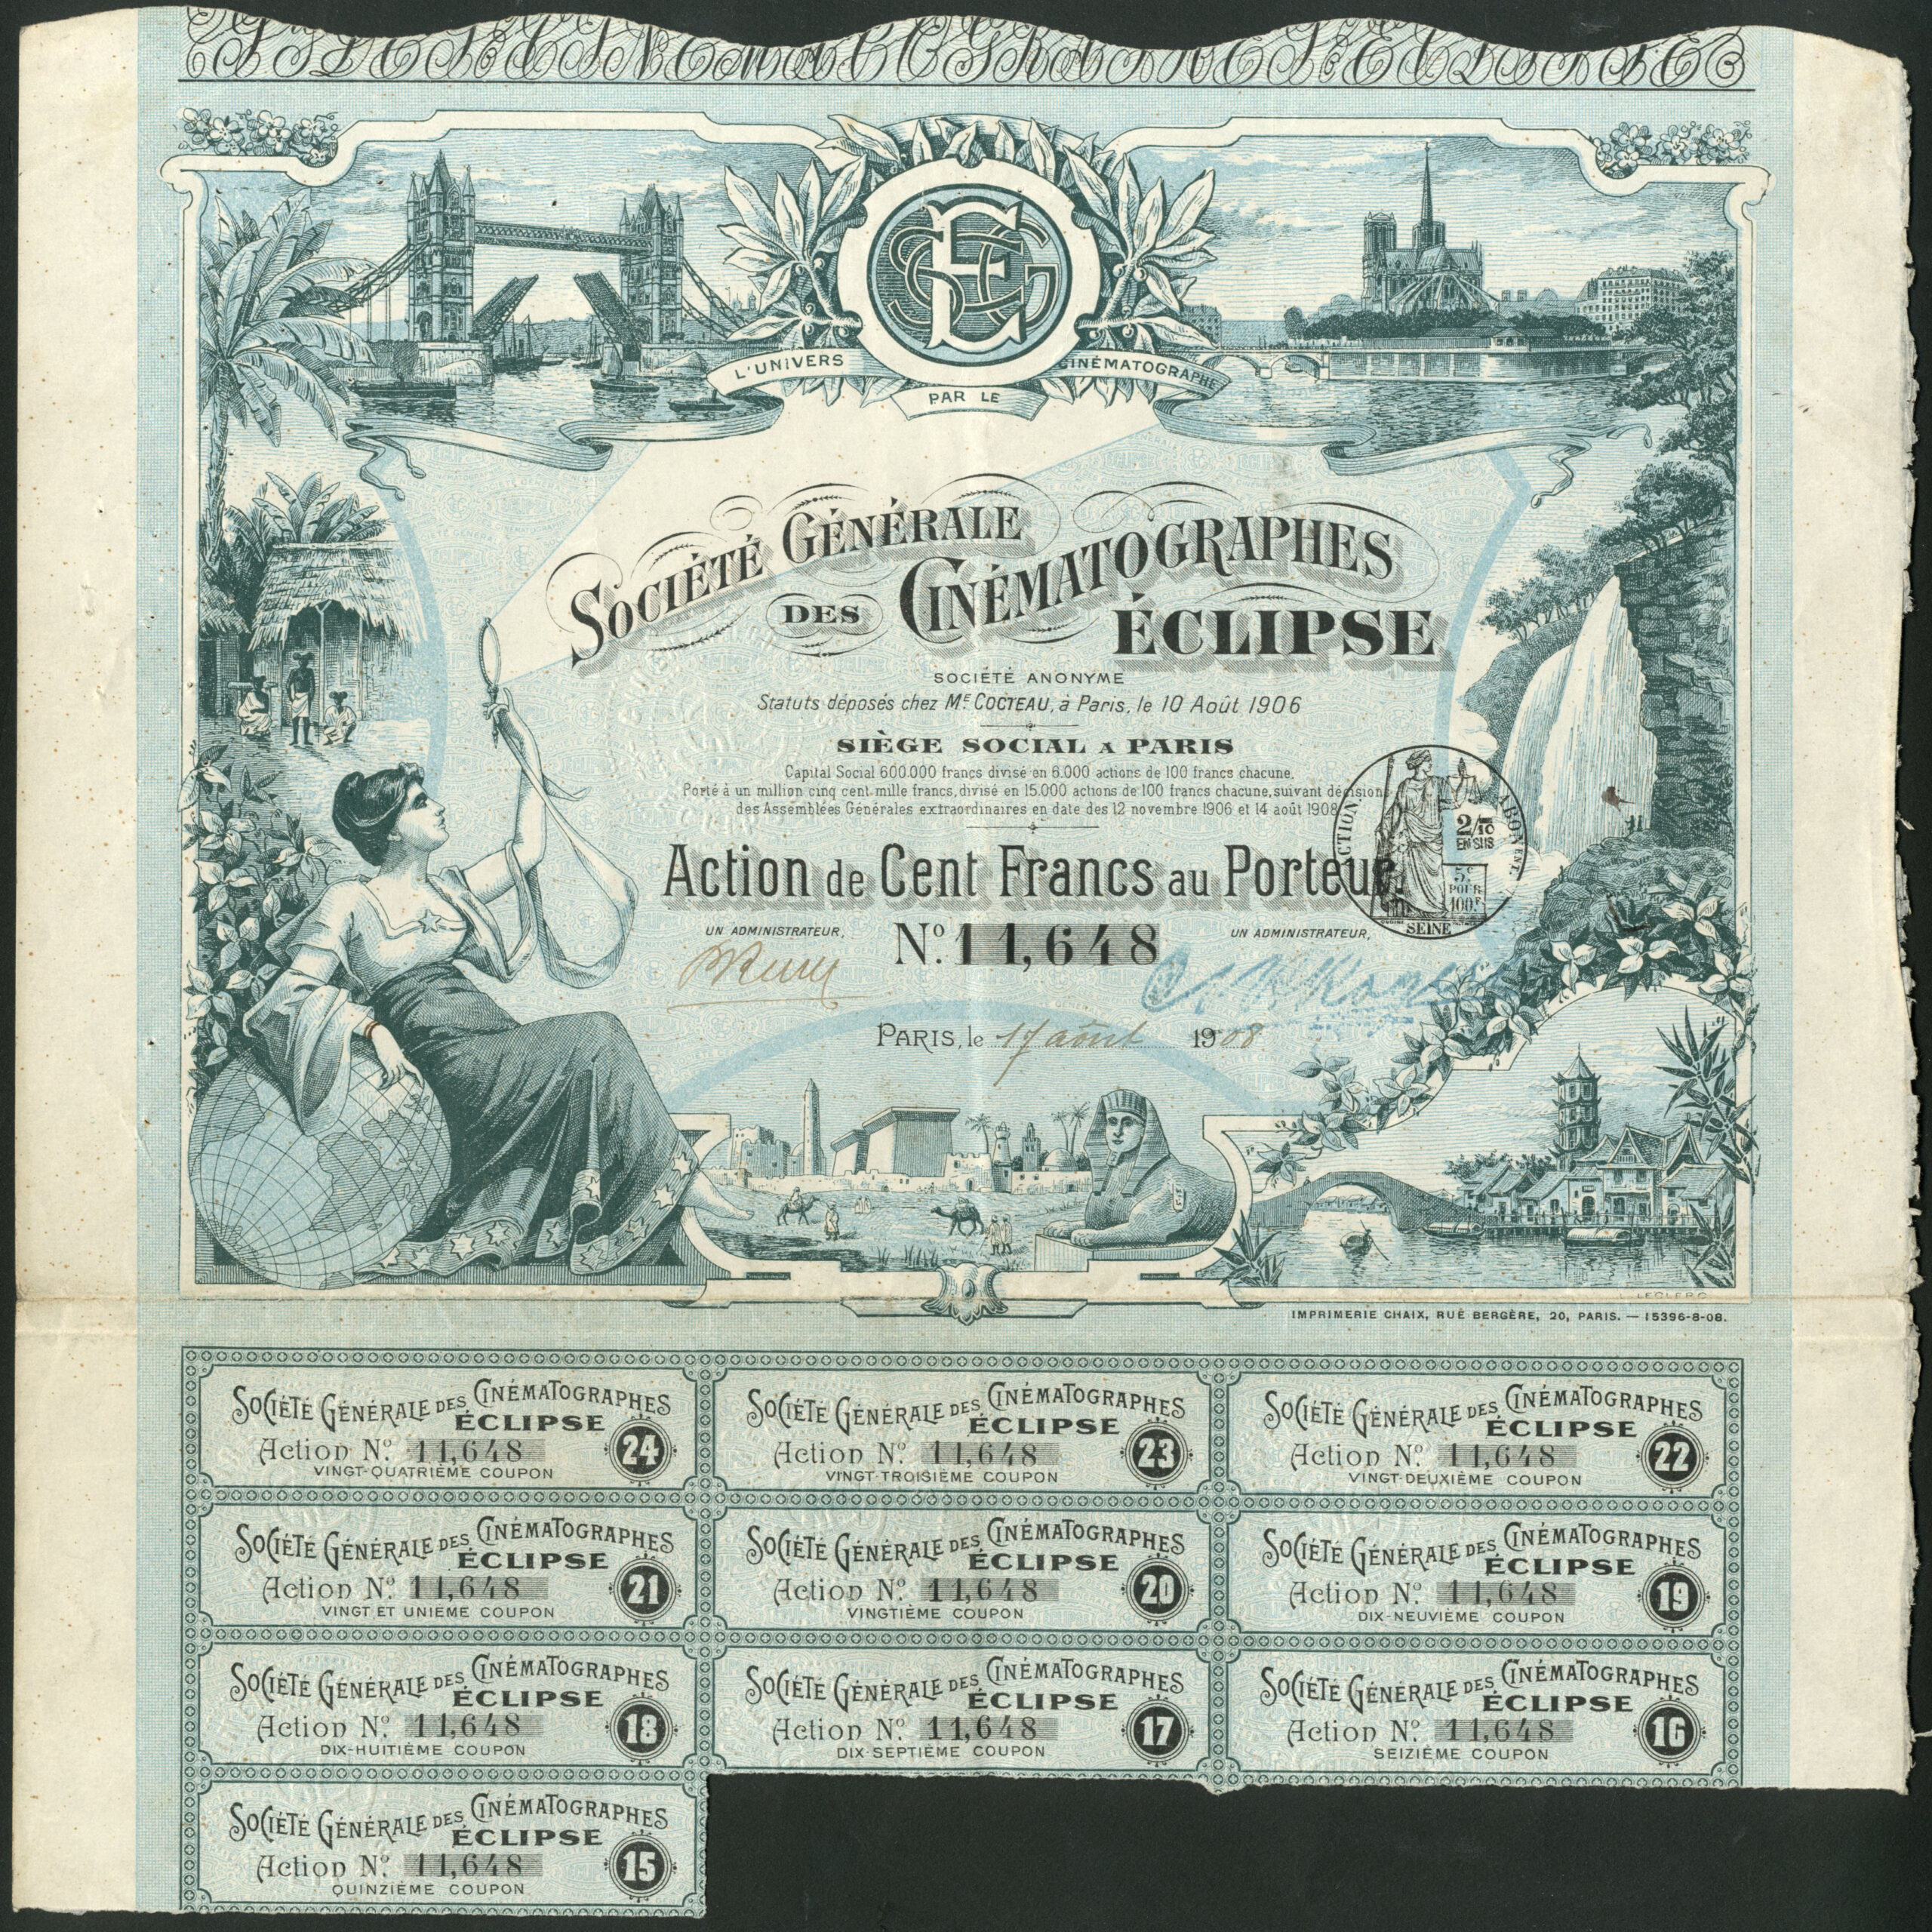 L'UNIVERS
PAR LE
CINÉMATOGRAPHE
SOCIÉTÉ GÉNÉRALE
DES CINÉMATOGRAPHES
ÉCLIPSE
SOCIÉTÉ ANONYME
Statuts déposés chez Mᴱ COCTEAU, à Paris, le 10 Août 1906
SIÈGE SOCIAL A PARIS
Capital Social 600.000 francs divisé en 6.000 actions de 100 francs chacune.
Porté à un million cinq cent mille francs, divisé en 15.000 actions de 100 francs chacune, suivant décisions
des Assemblées Générales extraordinaires en date des 12 novembre 1906 et 14 août 1908
Action de Cent Francs au Porteur.
ACTION. ABONEMENT
2/10
EN SUS
5c
POUR
100F
SEINE
UN ADMINISTRATEUR,
Nº 11,648
UN ADMINISTRATEUR,
PARIS, le 17 août 1908
L. LECLERC
IMPRIMERIE CHAIX, RUE BERGÈRE, 20, PARIS. — 15396-8-08.
SOCIÉTÉ GÉNÉRALE DES CINÉMATOGRAPHES
ÉCLIPSE
Action Nº 11,648 24
VINGT-QUATRIÈME COUPON
SOCIÉTÉ GÉNÉRALE DES CINÉMATOGRAPHES
ÉCLIPSE
Action Nº 11,648 23
VINGT-TROISIÈME COUPON
SOCIÉTÉ GÉNÉRALE DES CINÉMATOGRAPHES
ÉCLIPSE
Action Nº 11,648 22
VINGT-DEUXIÈME COUPON
SOCIÉTÉ GÉNÉRALE DES CINÉMATOGRAPHES
ÉCLIPSE
Action Nº 11,648 21
VINGT ET UNIÈME COUPON
SOCIÉTÉ GÉNÉRALE DES CINÉMATOGRAPHES
ÉCLIPSE
Action Nº 11,648 20
VINGTIÈME COUPON
SOCIÉTÉ GÉNÉRALE DES CINÉMATOGRAPHES
ÉCLIPSE
Action Nº 11,648 19
DIX-NEUVIÈME COUPON
SOCIÉTÉ GÉNÉRALE DES CINÉMATOGRAPHES
ÉCLIPSE
Action Nº 11,648 18
DIX-HUITIÈME COUPON
SOCIÉTÉ GÉNÉRALE DES CINÉMATOGRAPHES
ÉCLIPSE
Action Nº 11,648 17
DIX-SEPTIÈME COUPON
SOCIÉTÉ GÉNÉRALE DES CINÉMATOGRAPHES
ÉCLIPSE
Action Nº 11,648 16
SEIZIÈME COUPON
SOCIÉTÉ GÉNÉRALE DES CINÉMATOGRAPHES
ÉCLIPSE
Action Nº 11,648 15
QUINZIÈME COUPON